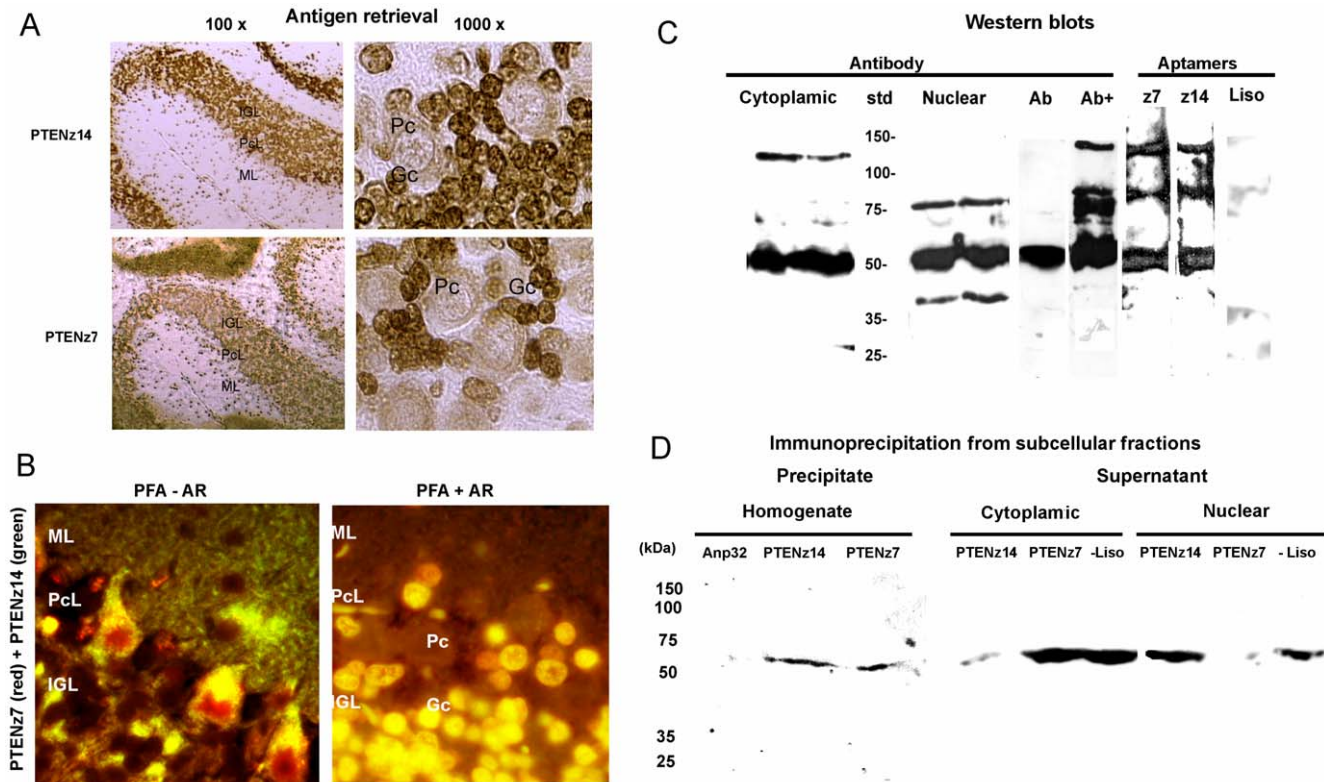 A
Antigen retrieval
100 x 1000 x
PTENz14
IGL
PcL
ML
Pc
Gc
PTENz7
IGL
PcL
ML
Pc Gc
B
PFA - AR PFA + AR
PTENz7 (red) + PTENz14 (green)
ML
PcL
IGL
ML
PcL
Pc
IGL Gc
C
Western blots
Antibody Aptamers
Cytoplamic std Nuclear Ab Ab+ z7 z14 Liso
150-
100-
75-
50-
35-
25-
D
Immunoprecipitation from subcellular fractions
Precipitate Supernatant
Homogenate Cytoplamic Nuclear
(kDa) Anp32 PTENz14 PTENz7 PTENz14 PTENz7 -Liso PTENz14 PTENz7 - Liso
150
100
75
50
35
25